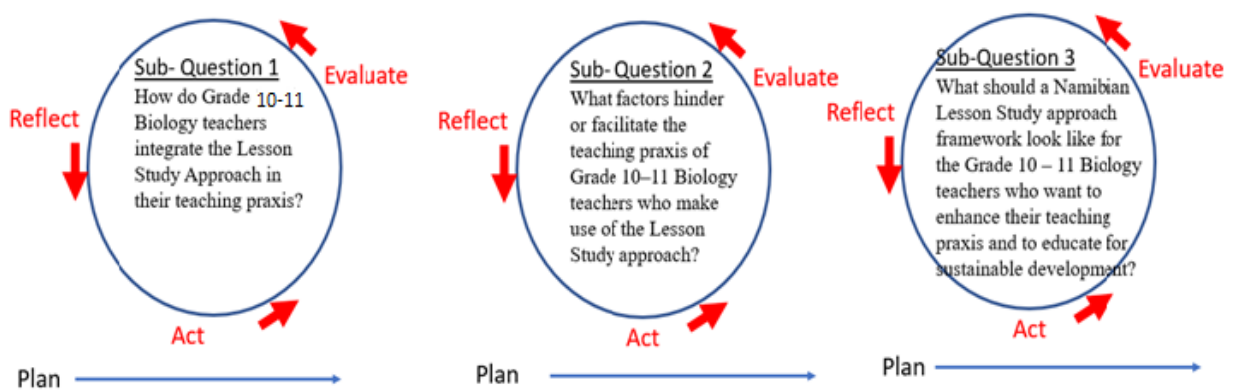 Sub- Question 1
How do Grade 10-11
Biology teachers
integrate the Lesson
Study Approach in
their teaching praxis?
Evaluate
Reflect
Act
Plan
Sub- Question 2
What factors hinder
or facilitate the
teaching praxis of
Grade 10–11 Biology
teachers who make
use of the Lesson
Study approach?
Evaluate
Reflect
Act
Plan
Sub-Question 3
What should a Namibian
Lesson Study approach
framework look like for
the Grade 10 – 11 Biology
teachers who want to
enhance their teaching
praxis and to educate for
sustainable development?
Evaluate
Reflect
Act
Plan